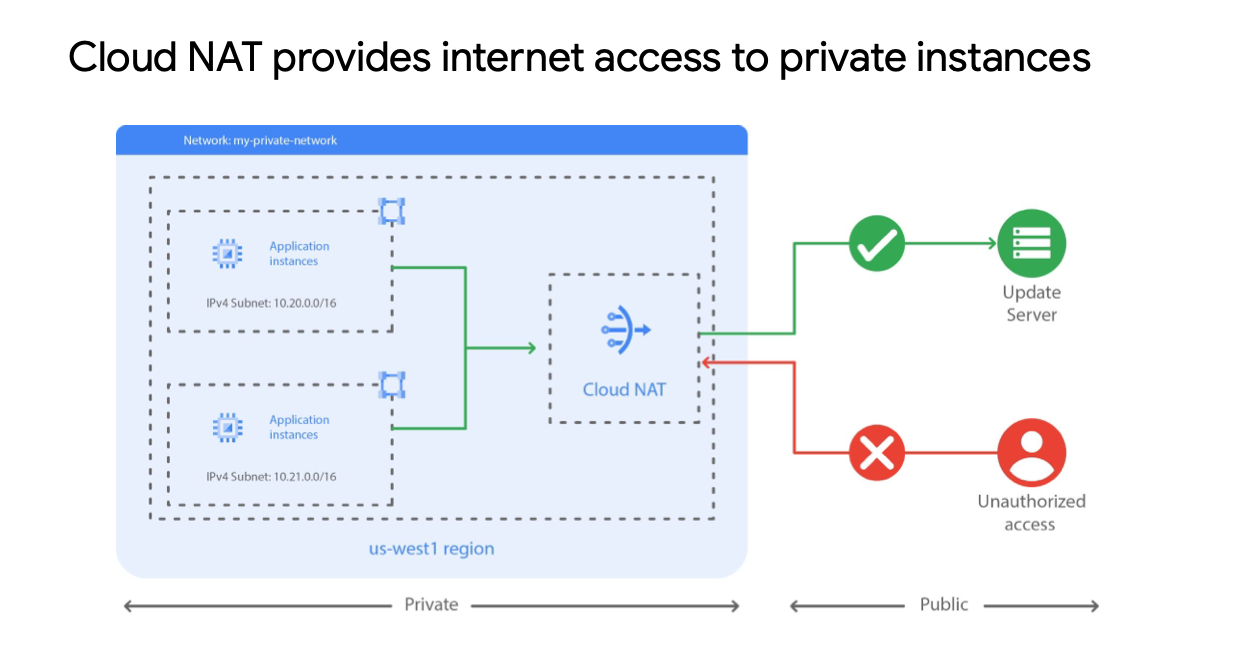 Cloud NAT provides internet access to private instances
Network: my-private-network
Application
instances
IPv4 Subnet: 10.20.0.0/16
Application
instances
IPv4 Subnet: 10.21.0.0/16
Cloud NAT
us-west1 region
Update
Server
Unauthorized
access
Private
Public